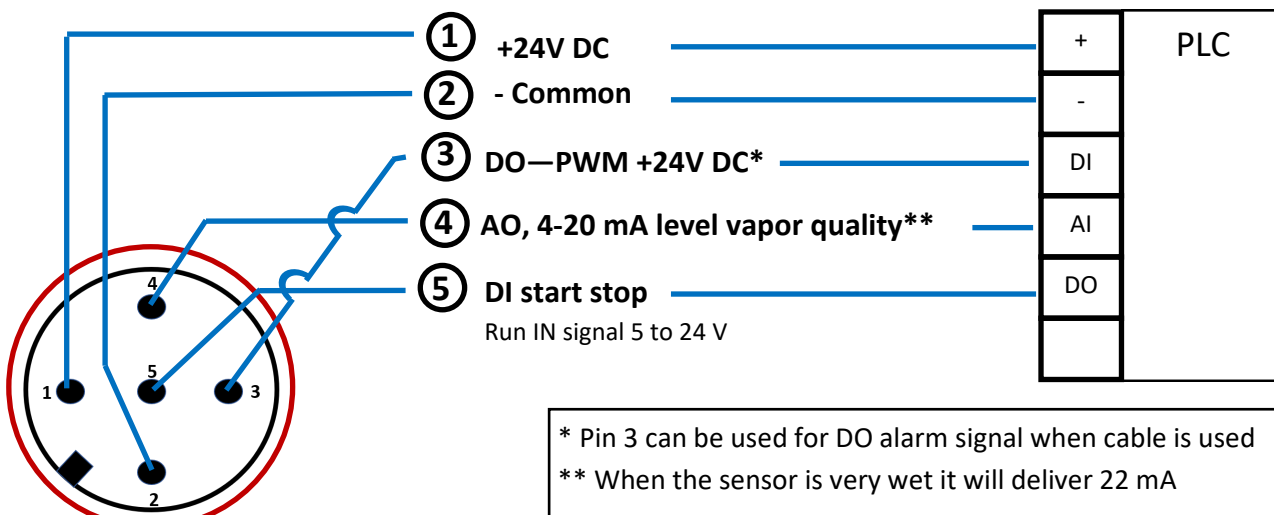 1 +24V DC
+
PLC
2 - Common
-
3 DO—PWM +24V DC*
DI
4 AO, 4-20 mA level vapor quality**
AI
5 DI start stop
DO
Run IN signal 5 to 24 V
4
1
5
3
2
* Pin 3 can be used for DO alarm signal when cable is used
** When the sensor is very wet it will deliver 22 mA